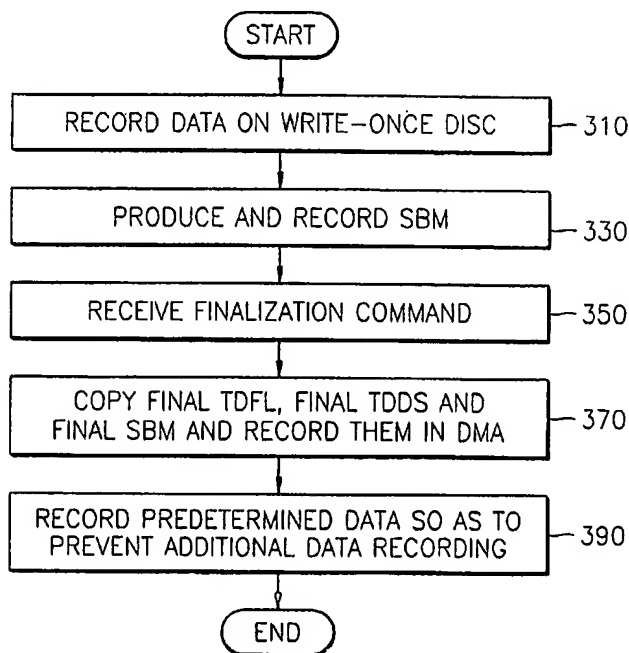 START
RECORD DATA ON WRITE-ONCE DISC
310
PRODUCE AND RECORD SBM
330
RECEIVE FINALIZATION COMMAND
350
COPY FINAL TDFL, FINAL TDDS AND
FINAL SBM AND RECORD THEM IN DMA
370
RECORD PREDETERMINED DATA SO AS TO
PREVENT ADDITIONAL DATA RECORDING
390
END